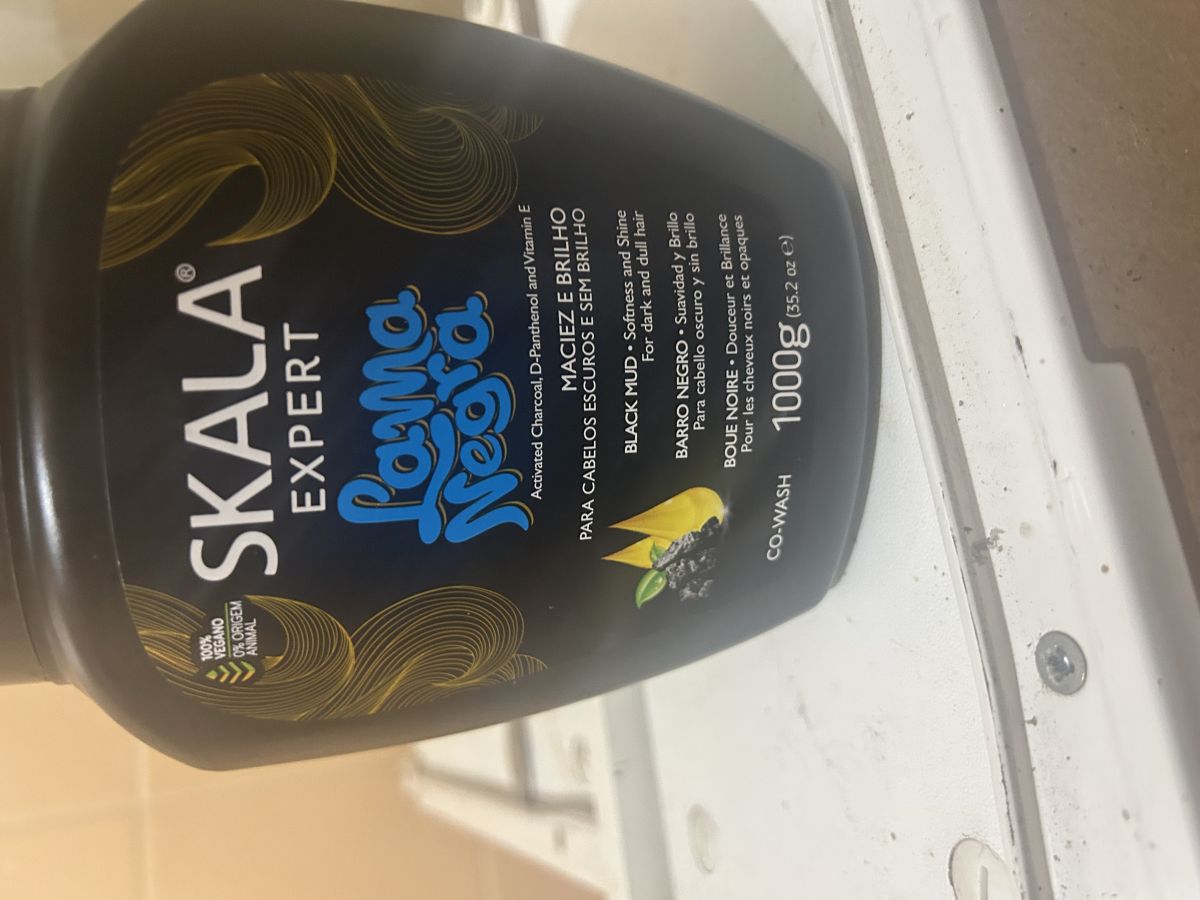 SKALA®
EXPERT
100%
VEGANO
0% ORIGEM
ANIMAL
Lama
Negra
Activated Charcoal, D-Panthenol and Vitamin E
MACIEZ E BRILHO
PARA CABELOS ESCUROS E SEM BRILHO
BLACK MUD • Softness and Shine
For dark and dull hair
BARRO NEGRO • Suavidad y Brillo
Para cabello oscuro y sin brillo
BOUE NOIRE • Douceur et Brillance
Pour les cheveux noirs et opaques
CO-WASH 1000g (35.2 oz ℮)